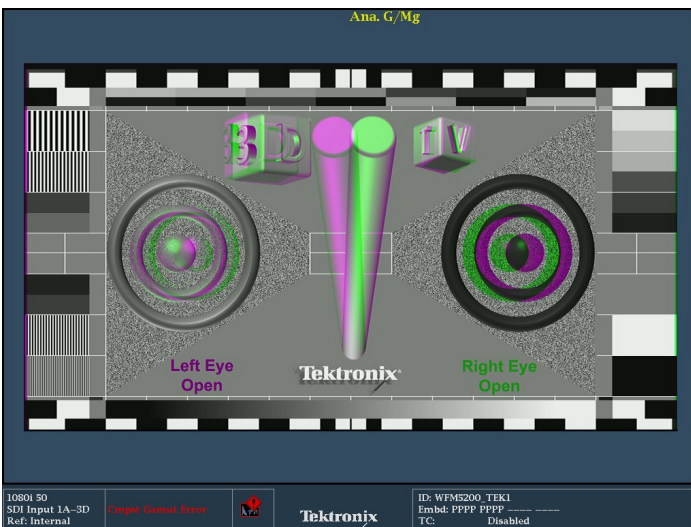 Ana. G/Mg
3D
TV
Left Eye
Open
Tektronix
Right Eye
Open
1080i 50
SDI Input 1A-3D
Ref: Internal
Cmpst Gamut Error
Tektronix
ID: WFM5200_TEK1
Embd: PPPP PPPP ---- ----
TC: Disabled